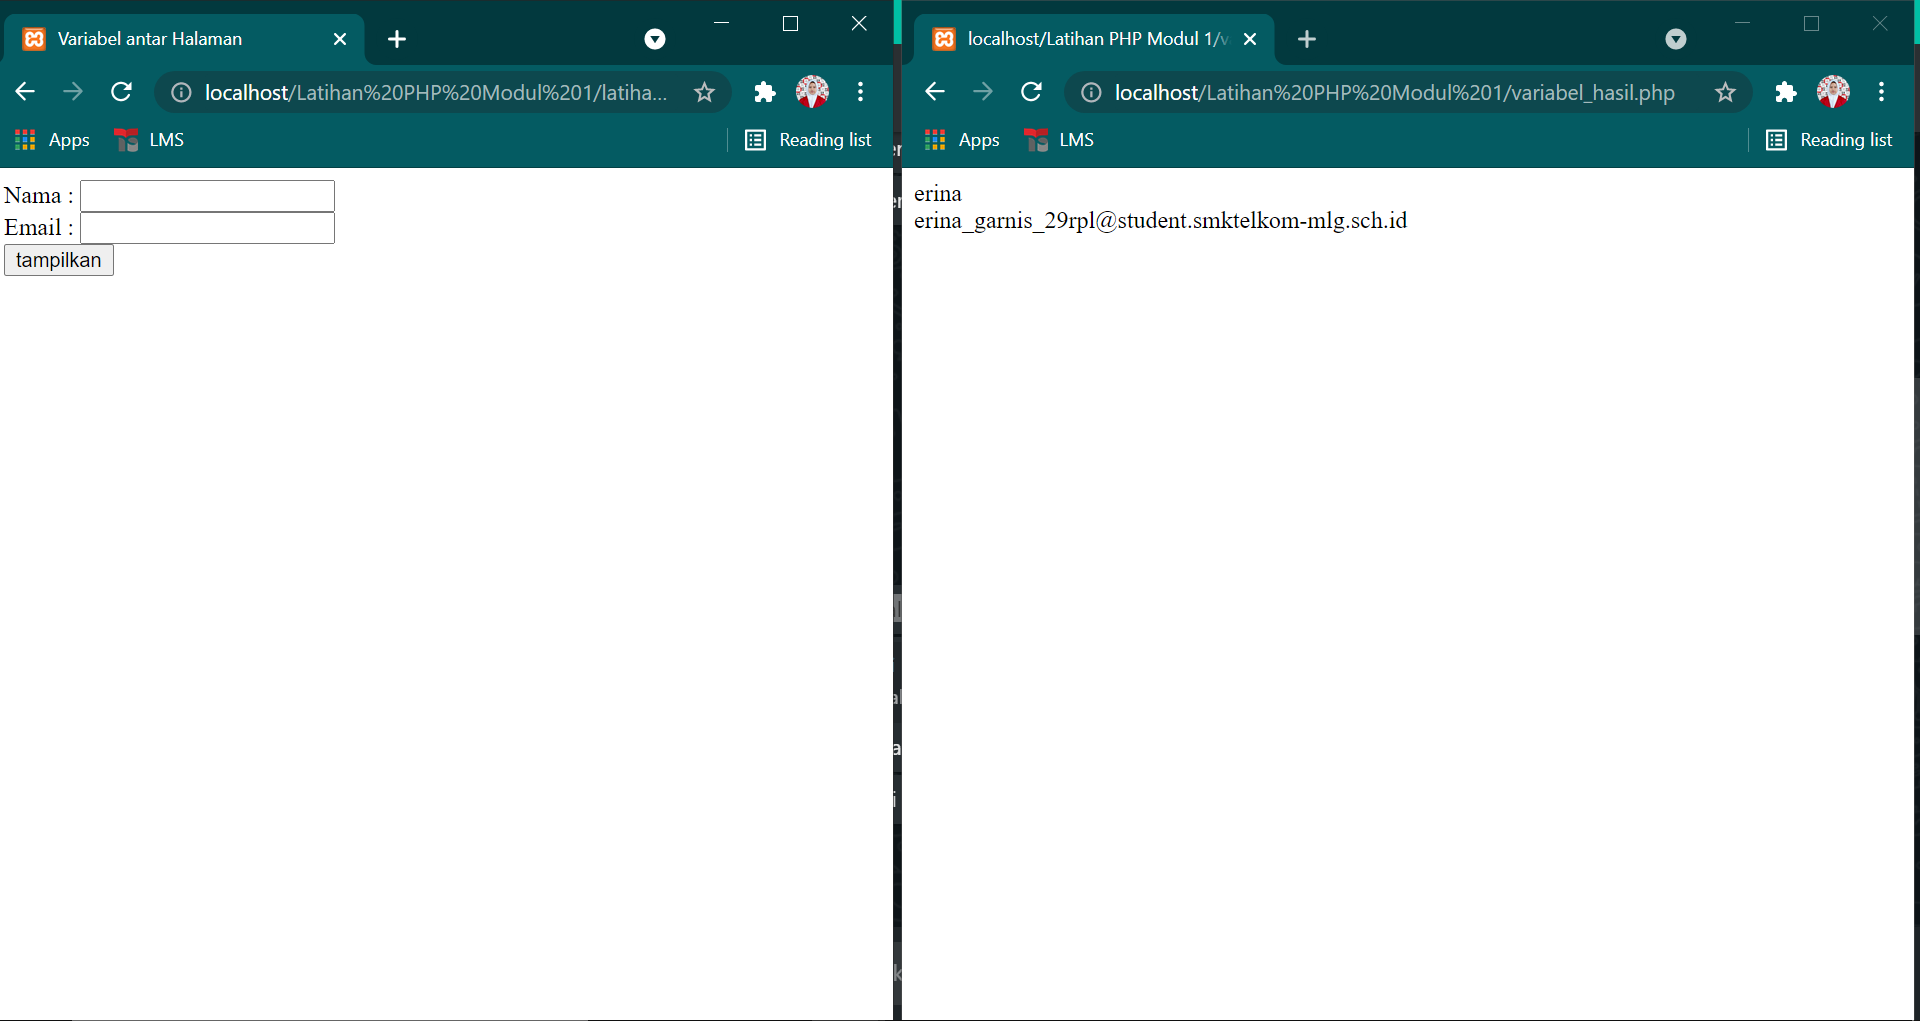 Variabel antar Halaman
localhost/Latihan%20PHP%20Modul%201/latiha...
Apps LMS Reading list
Nama :
Email :
tampilkan
localhost/Latihan PHP Modul 1/v
localhost/Latihan%20PHP%20Modul%201/variabel_hasil.php
Apps LMS Reading list
erina
erina_garnis_29rpl@student.smktelkom-mlg.sch.id